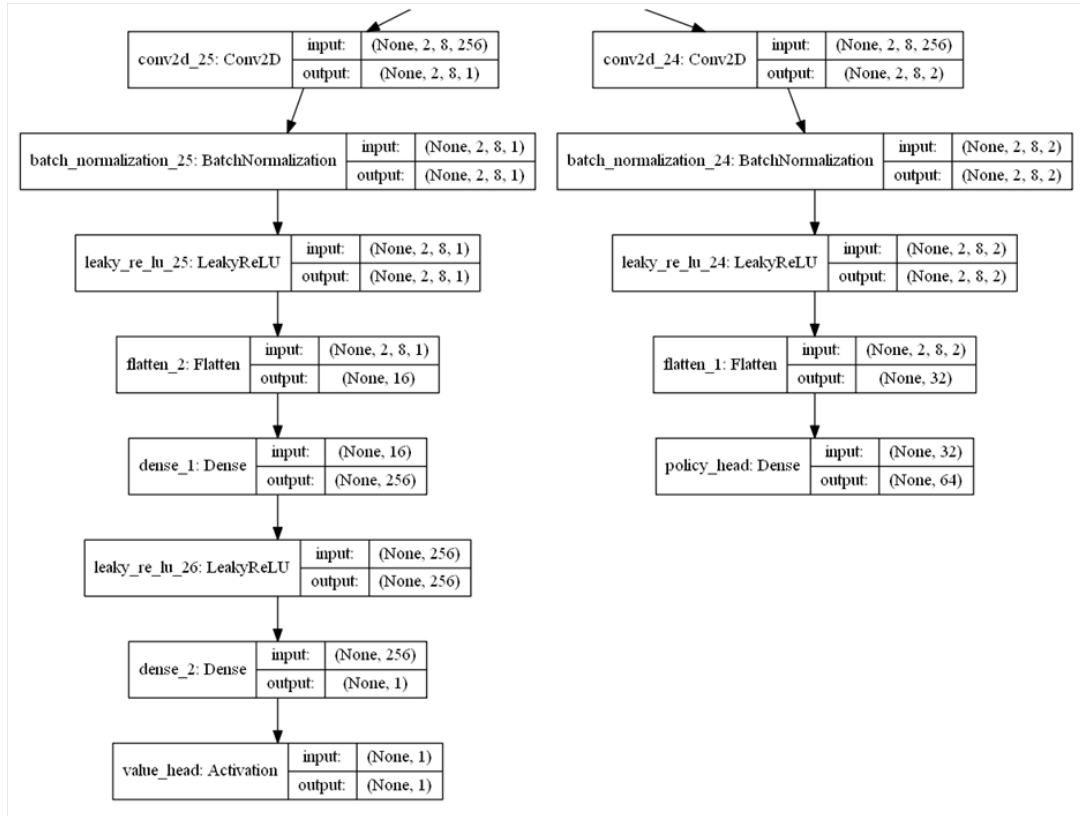 conv2d_25: Conv2D
input: (None, 2, 8, 256)
output: (None, 2, 8, 1)
conv2d_24: Conv2D
input: (None, 2, 8, 256)
output: (None, 2, 8, 2)
batch_normalization_25: BatchNormalization
input: (None, 2, 8, 1)
output: (None, 2, 8, 1)
batch_normalization_24: BatchNormalization
input: (None, 2, 8, 2)
output: (None, 2, 8, 2)
leaky_re_lu_25: LeakyReLU
input: (None, 2, 8, 1)
output: (None, 2, 8, 1)
leaky_re_lu_24: LeakyReLU
input: (None, 2, 8, 2)
output: (None, 2, 8, 2)
flatten_2: Flatten
input: (None, 2, 8, 1)
output: (None, 16)
flatten_1: Flatten
input: (None, 2, 8, 2)
output: (None, 32)
dense_1: Dense
input: (None, 16)
output: (None, 256)
policy_head: Dense
input: (None, 32)
output: (None, 64)
leaky_re_lu_26: LeakyReLU
input: (None, 256)
output: (None, 256)
dense_2: Dense
input: (None, 256)
output: (None, 1)
value_head: Activation
input: (None, 1)
output: (None, 1)